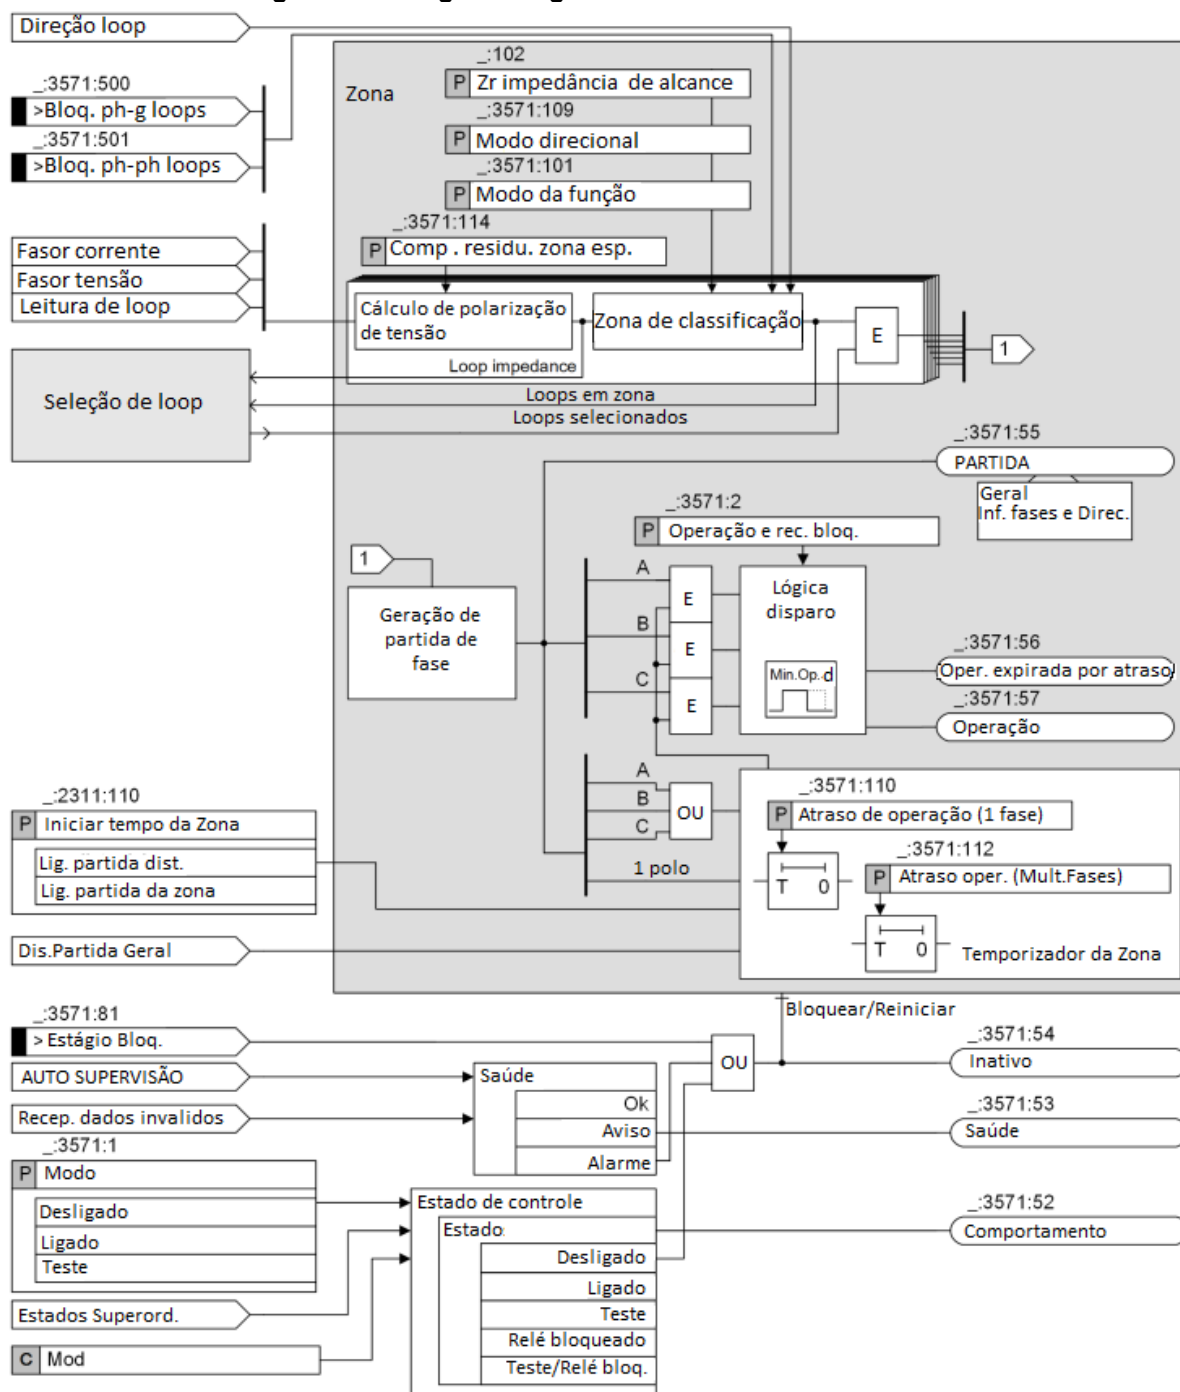 Direção loop
_:3571:500
>Bloq. ph-g loops
_:3571:501
>Bloq. ph-ph loops
Zona
_:102
P Zr impedância de alcance
_:3571:109
P Modo direcional
_:3571:101
P Modo da função
_:3571:114
P Comp . residu. zona esp.
Fasor corrente
Fasor tensão
Leitura de loop
Cálculo de polarização
de tensão
Zona de classificação
E
1
Loop impedance
Loops em zona
Loops selecionados
Seleção de loop
_:3571:55
PARTIDA
Geral
Inf. fases e Direc.
_:3571:2
P Operação e rec. bloq.
1
Geração de
partida de
fase
A
B
C
E
E
E
Lógica
disparo
Min.Op.d
_:3571:56
Oper. expirada por atraso
_:3571:57
Operação
A
B
C
OU
1 polo
_:3571:110
P Atraso de operação (1 fase)
T 0
_:3571:112
P Atraso oper. (Mult.Fases)
T 0
Temporizador da Zona
_:2311:110
P Iniciar tempo da Zona
Lig. partida dist.
Lig. partida da zona
Dis.Partida Geral
Bloquear/Reiniciar
_:3571:81
> Estágio Bloq.
AUTO SUPERVISÃO
Recep. dados invalidos
Saúde
Ok
Aviso
Alarme
OU
_:3571:54
Inativo
_:3571:53
Saúde
_:3571:1
P Modo
Desligado
Ligado
Teste
Estados Superord.
C Mod
Estado de controle
Estado:
Desligado
Ligado
Teste
Relé bloqueado
Teste/Relé bloq.
_:3571:52
Comportamento